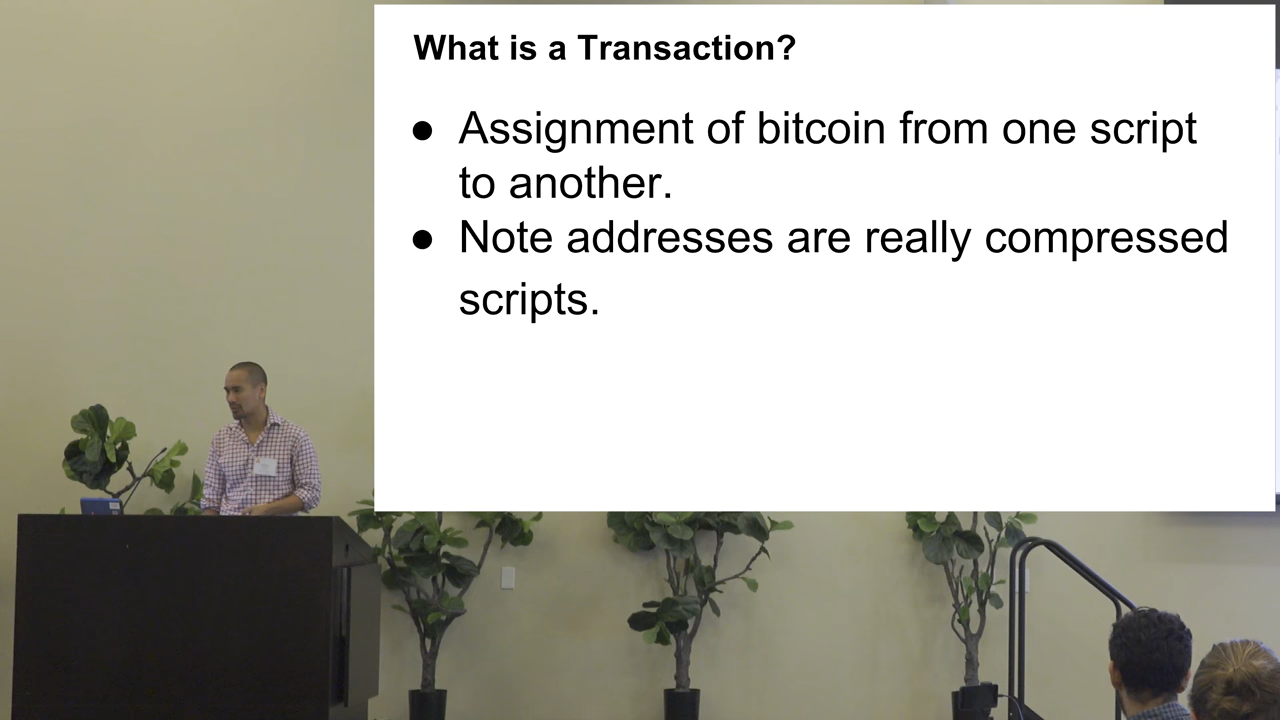 What is a Transaction?
● Assignment of bitcoin from one script
to another.
● Note addresses are really compressed
scripts.